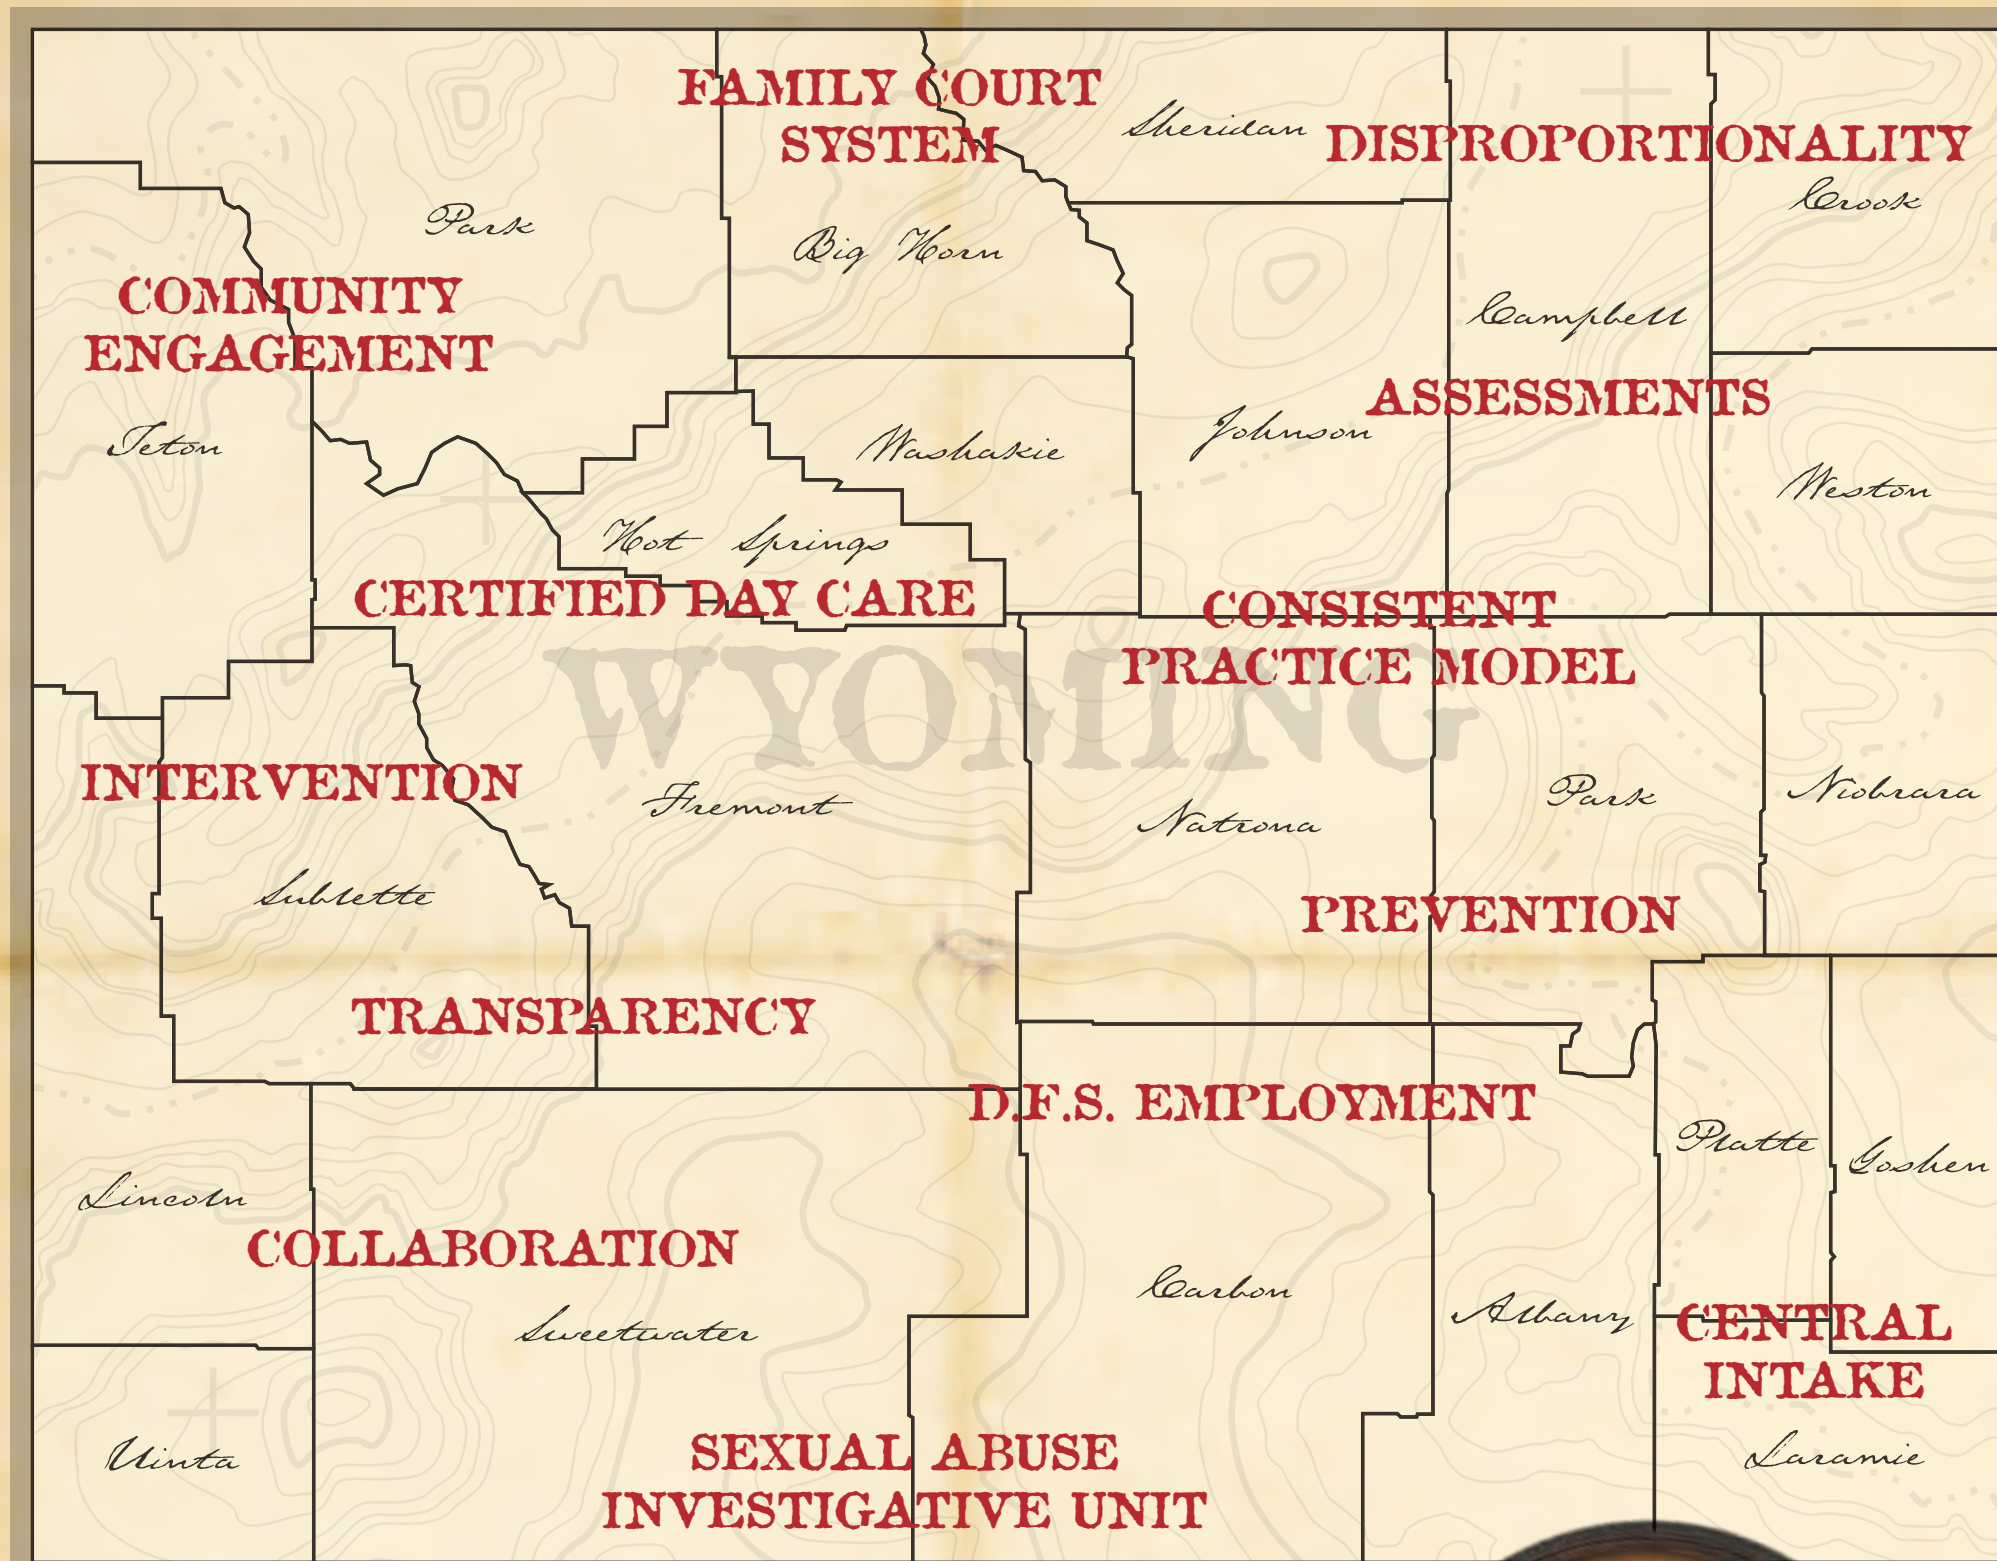 FAMILY COURT
SYSTEM
Sheridan
DISPROPORTIONALITY
Crook
Park
Big Horn
COMMUNITY
ENGAGEMENT
Campbell
ASSESSMENTS
Teton
Washakie
Johnson
Weston
Hot Springs
CERTIFIED DAY CARE
CONSISTENT
PRACTICE MODEL
WYOMING
INTERVENTION
Fremont
Natrona
Park
Niobrara
Sublette
PREVENTION
TRANSPARENCY
D.F.S. EMPLOYMENT
Platte
Goshen
Lincoln
COLLABORATION
Carbon
Albany
Sweetwater
CENTRAL
INTAKE
Uinta
SEXUAL ABUSE
INVESTIGATIVE UNIT
Laramie